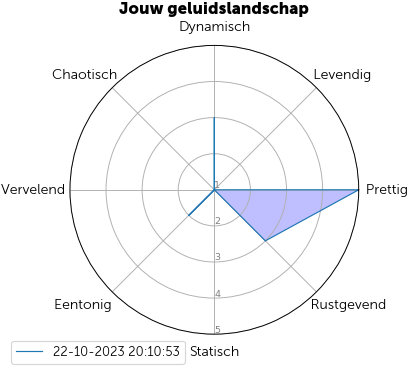 Jouw geluidslandschap
Dynamisch
Chaotisch
Levendig
Vervelend
1
Prettig
2
3
4
Eentonig
Rustgevend
5
22-10-2023 20:10:53
Statisch